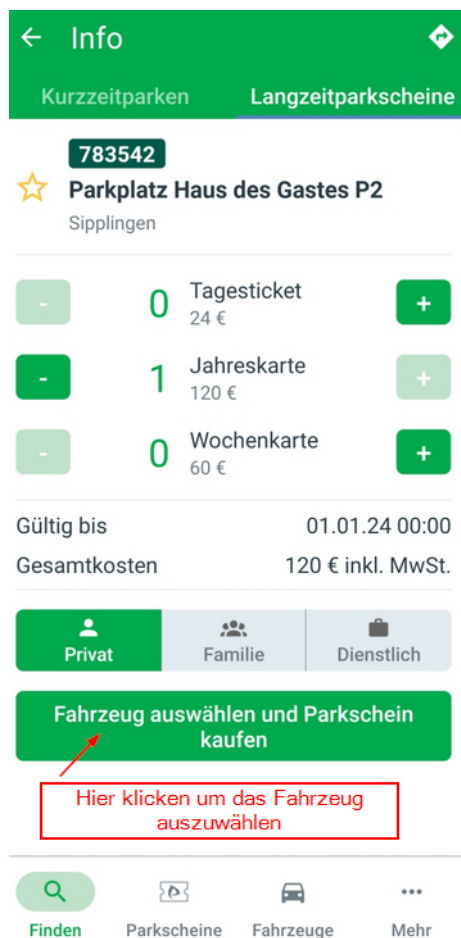 Info
Kurzzeitparken Langzeitparkscheine
783542
Parkplatz Haus des Gastes P2
Sipplingen
- 0 Tagesticket +
24 €
- 1 Jahreskarte +
120 €
- 0 Wochenkarte +
60 €
Gültig bis 01.01.24 00:00
Gesamtkosten 120 € inkl. MwSt.
Privat Familie Dienstlich
Fahrzeug auswählen und Parkschein
kaufen
Hier klicken um das Fahrzeug
auszuwählen
Finden Parkscheine Fahrzeuge Mehr